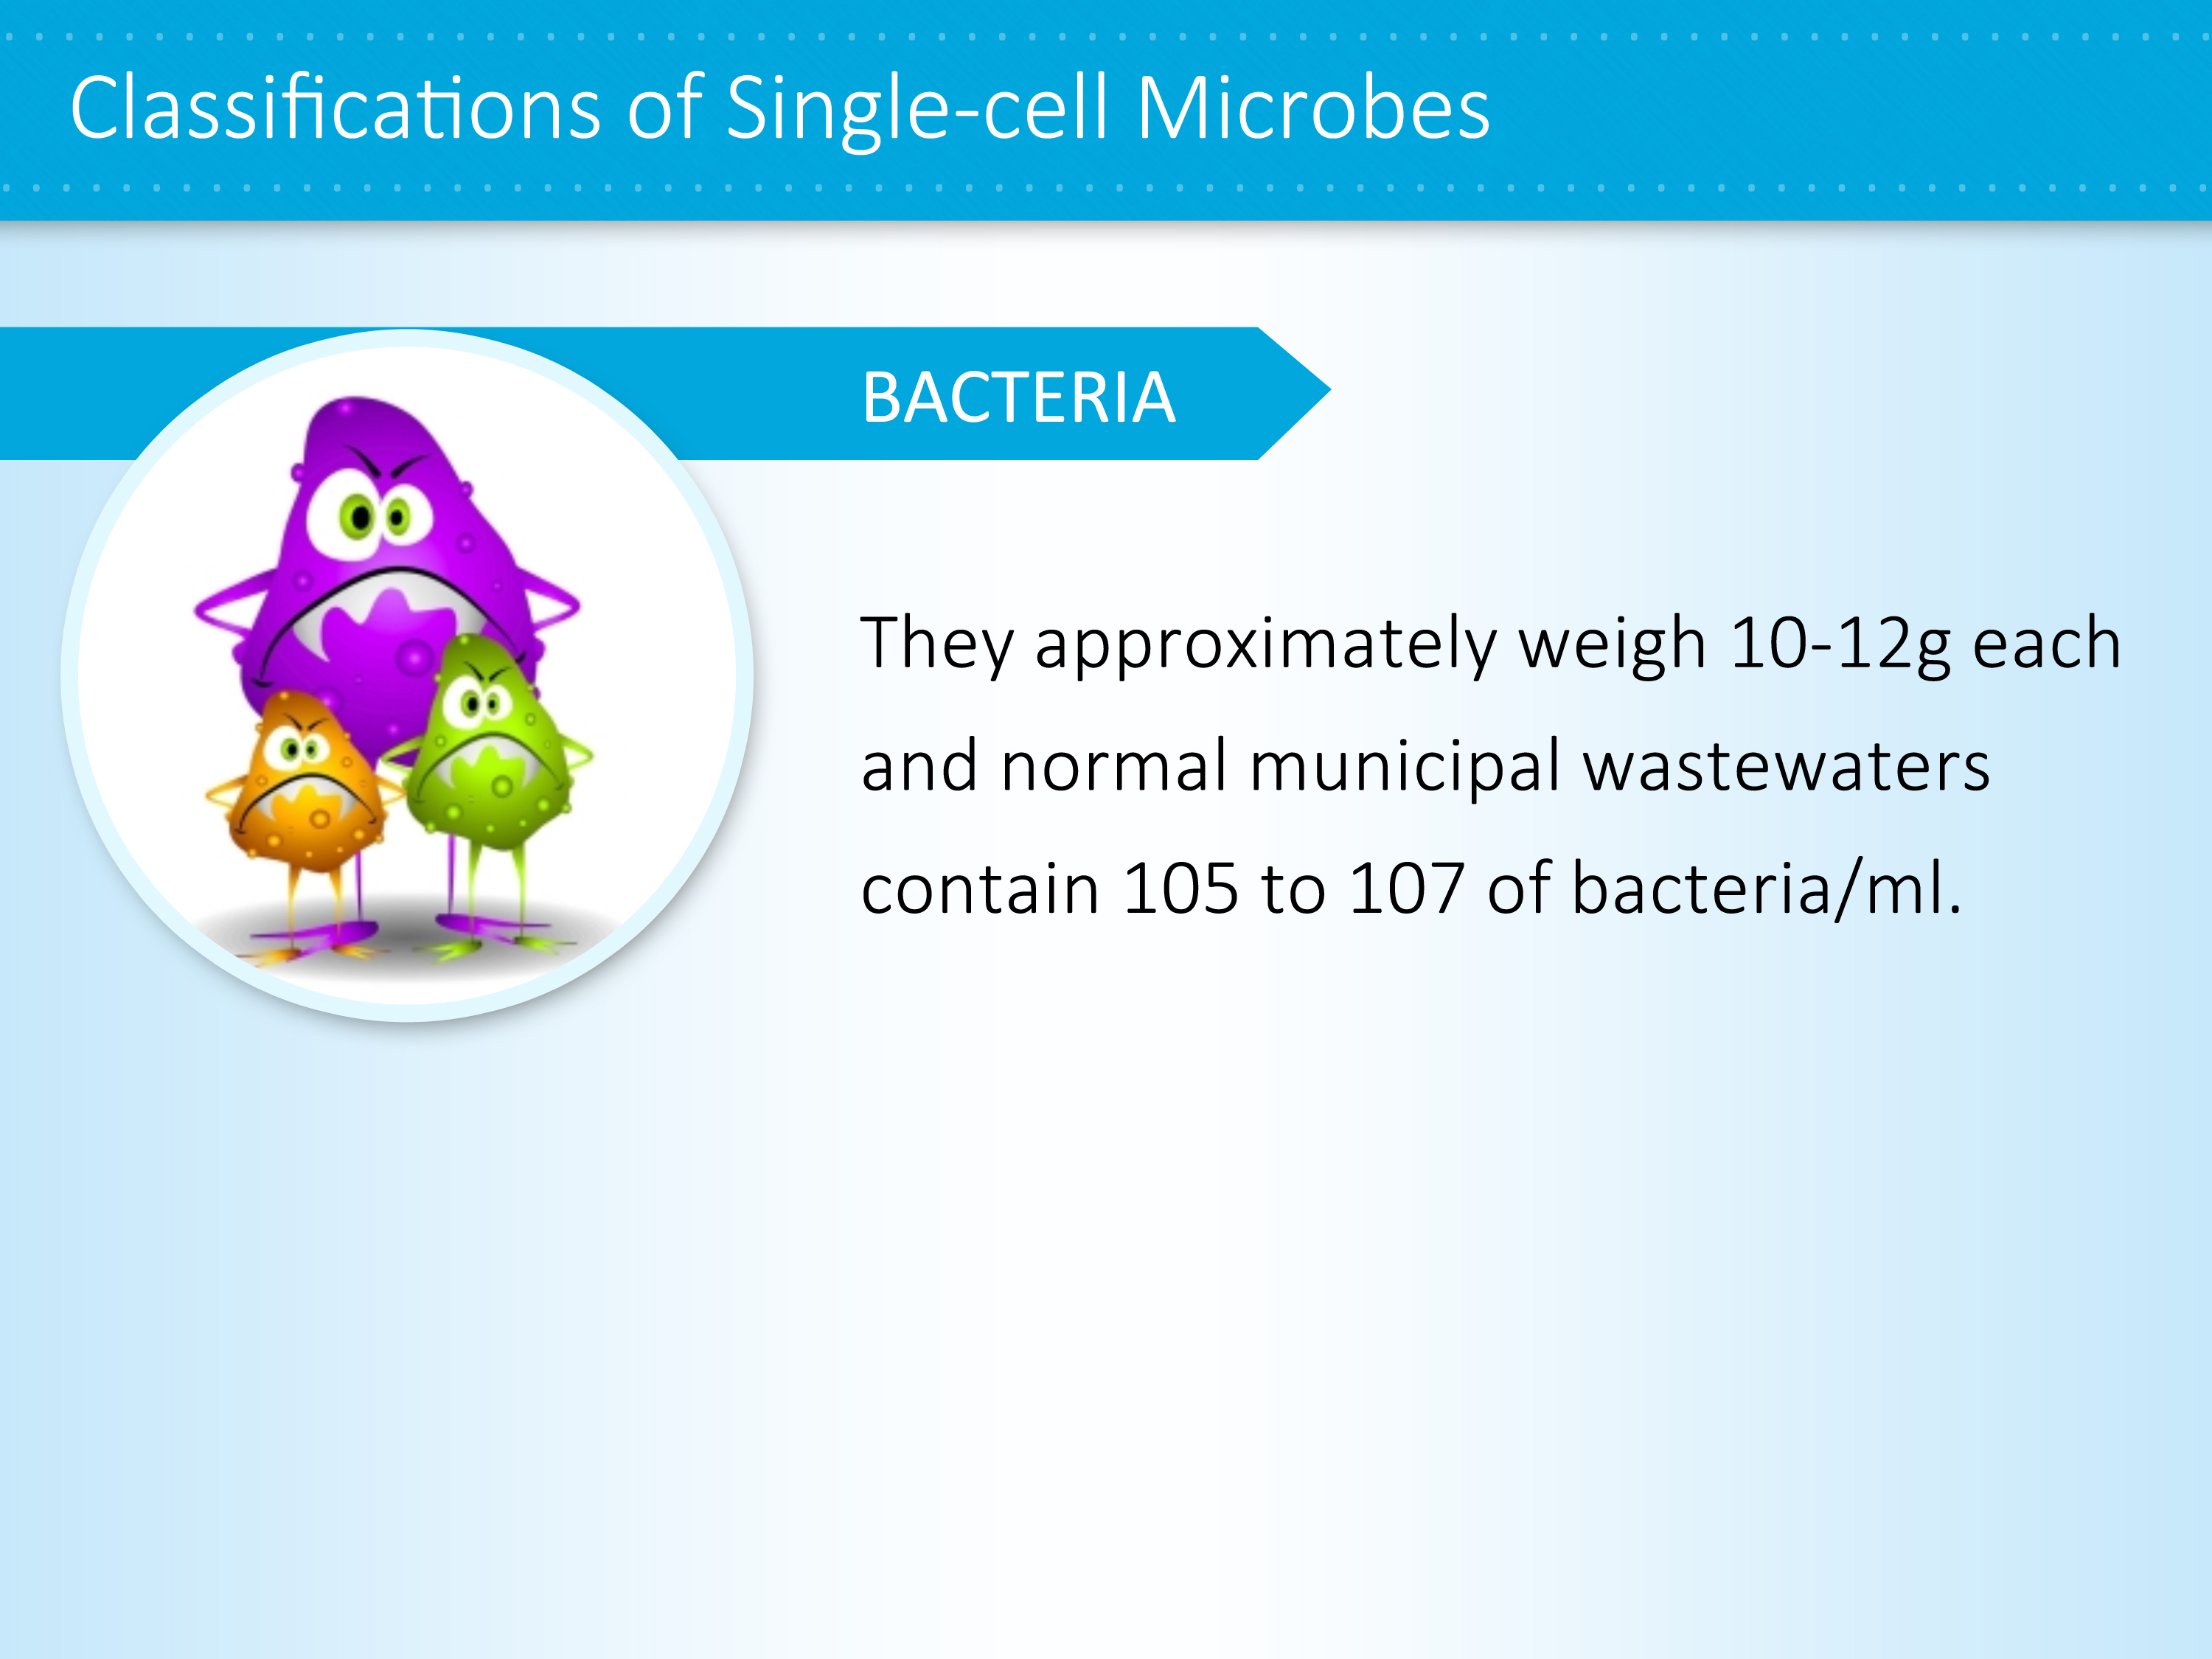 Classifications of Single-cell Microbes
BACTERIA
They approximately weigh 10-12g each
and normal municipal wastewaters
contain 105 to 107 of bacteria/ml.